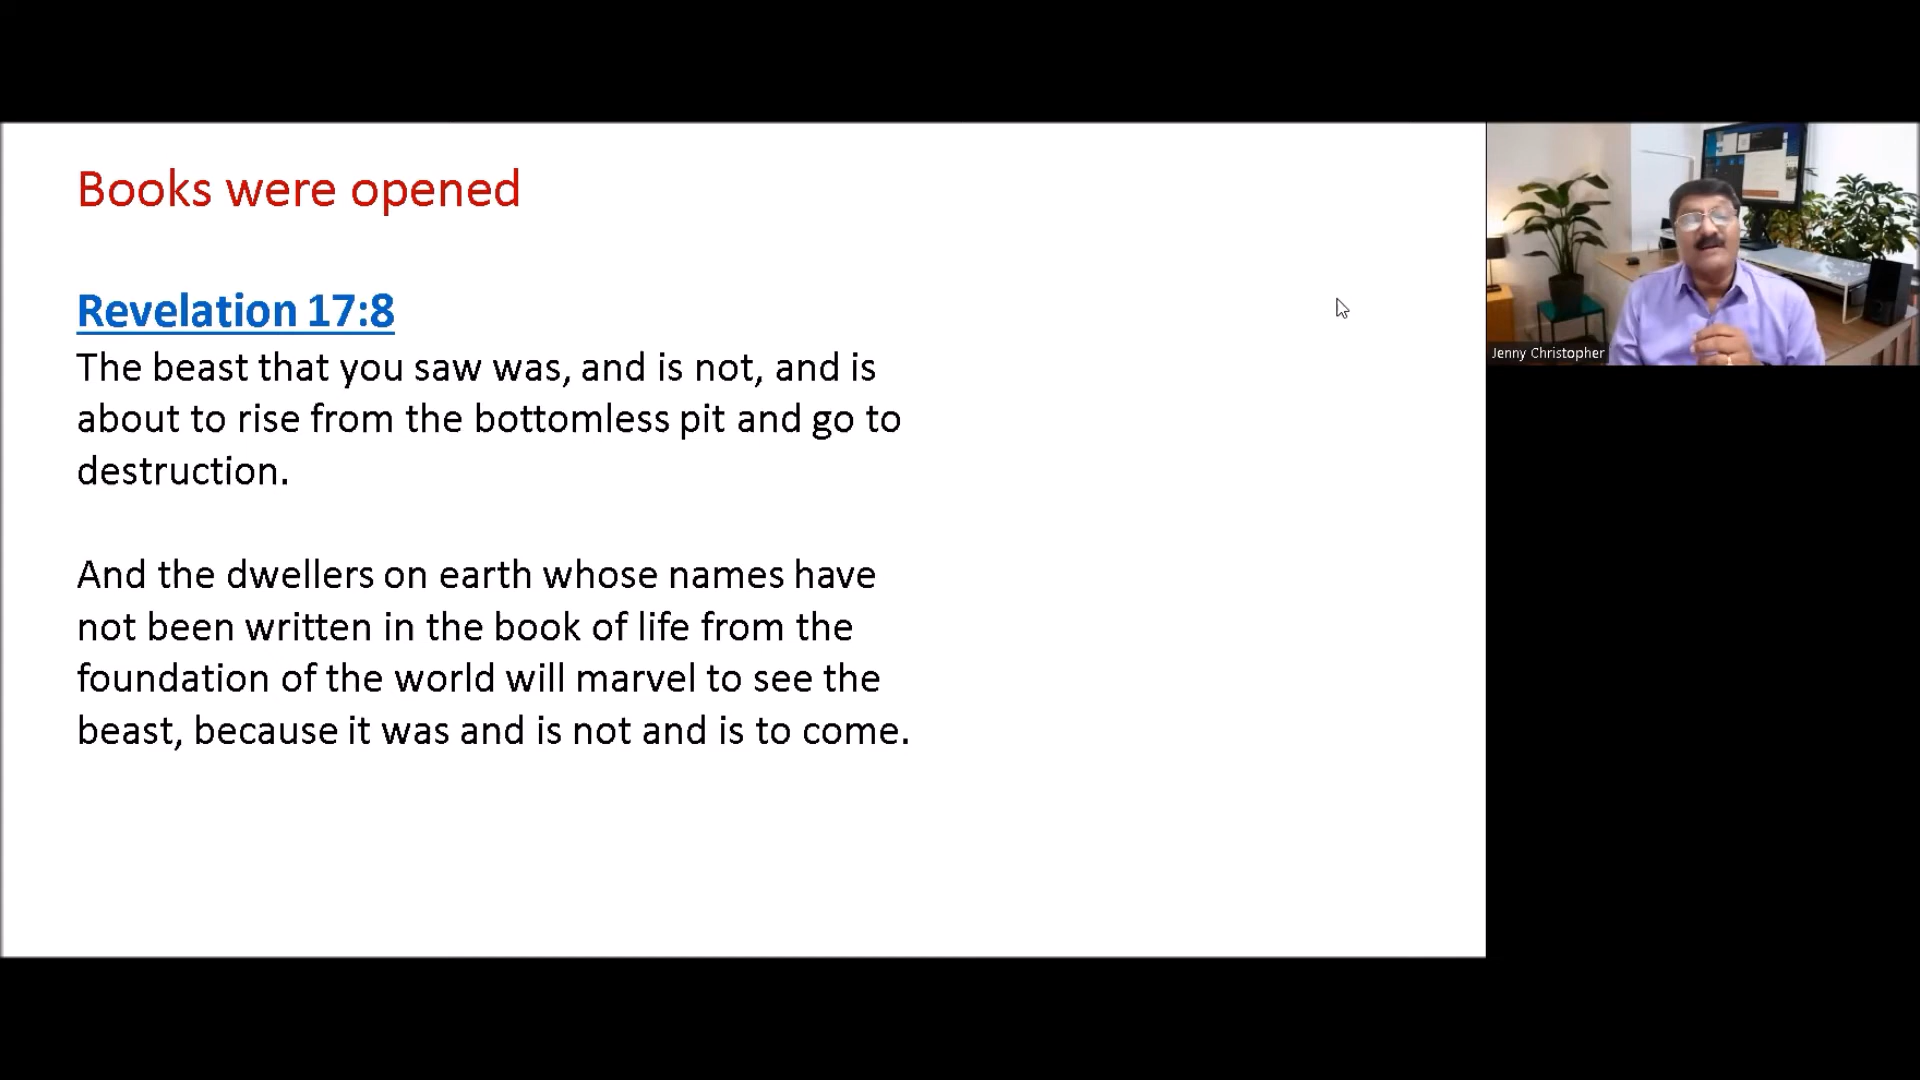 Books were opened
Revelation 17:8
The beast that you saw was, and is not, and is
about to rise from the bottomless pit and go to
destruction.
And the dwellers on earth whose names have
not been written in the book of life from the
foundation of the world will marvel to see the
beast, because it was and is not and is to come.
Jenny Christopher